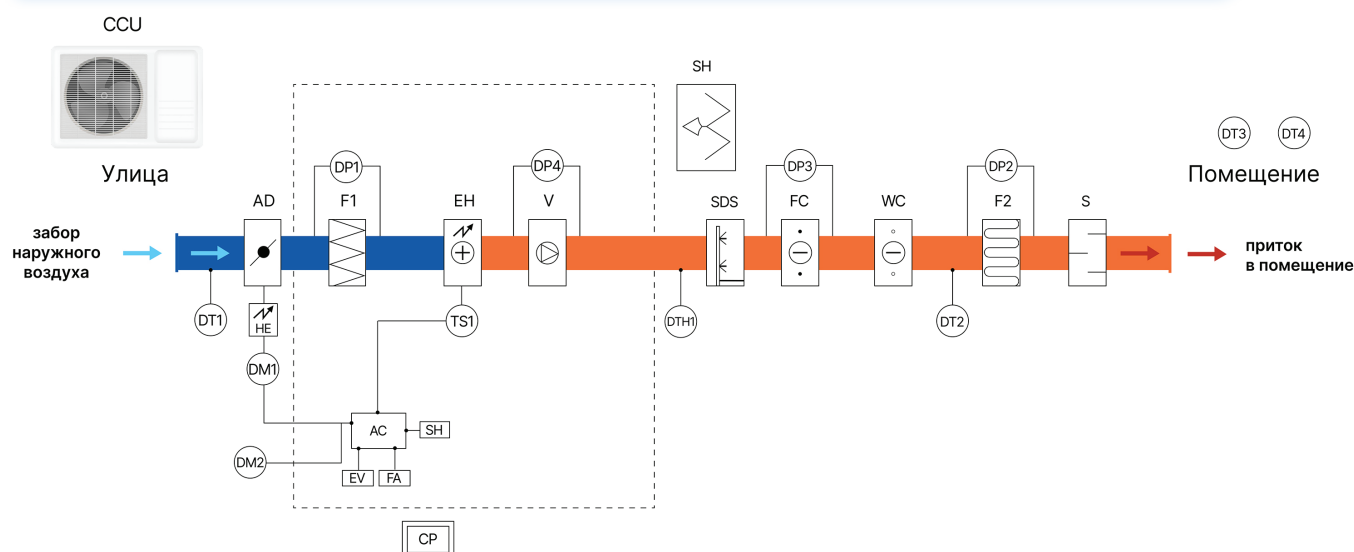 CCU
SH
DT3 DT4
Улица
DP1
DP4
DP3
DP2
Помещение
AD
F1
EH
V
SDS
FC
WC
F2
S
забор
наружного
воздуха
приток
в помещение
DT1
HE
TS1
DTH1
DT2
DM1
AC
SH
DM2
EV
FA
CP